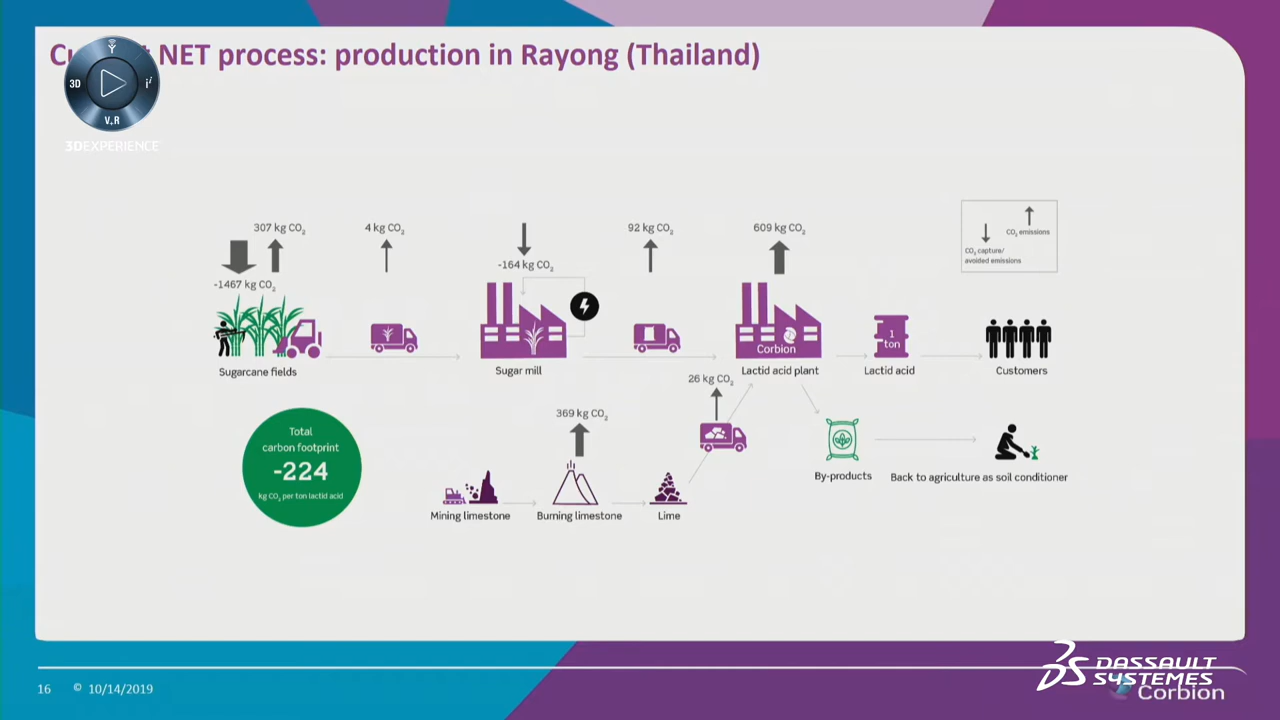 NET process: production in Rayong (Thailand)
3D
i
V,R
3DEXPERIENCE
307 kg CO₂
4 kg CO₂
-164 kg CO₂
92 kg CO₂
609 kg CO₂
CO₂ emissions
CO₂ capture/
avoided emissions
-1467 kg CO₂
Corbion
1
ton
Sugarcane fields
Sugar mill
Lactid acid plant
Lactid acid
Customers
26 kg CO₂
369 kg CO₂
Total
carbon footprint
-224
kg CO₂ per ton lactid acid
By-products
Back to agriculture as soil conditioner
Mining limestone
Burning limestone
Lime
16 © 10/14/2019
DASSAULT
SYSTEMES
Corbion